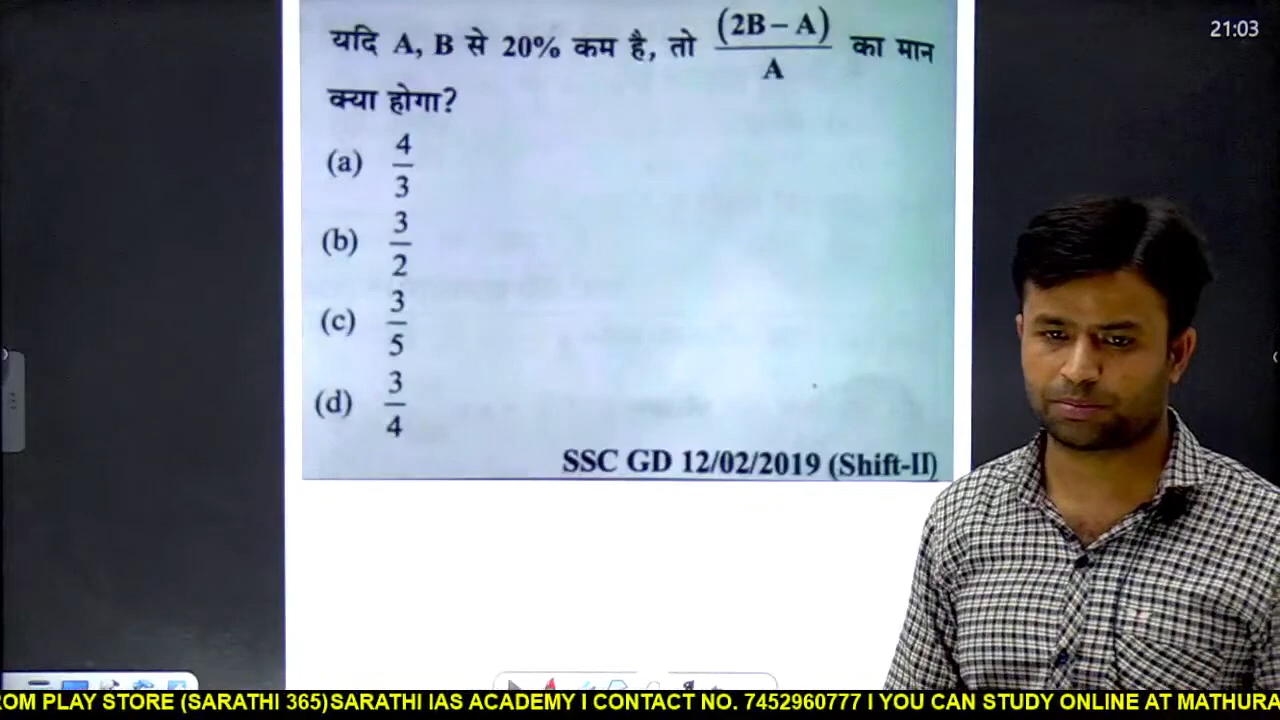 21:03
यदि A, B से 20% कम है, तो (2B – A) / A का मान
क्या होगा?
(a) 4/3
(b) 3/2
(c) 3/5
(d) 3/4
SSC GD 12/02/2019 (Shift-II)
ROM PLAY STORE (SARATHI 365)SARATHI IAS ACADEMY I CONTACT NO. 7452960777 I YOU CAN STUDY ONLINE AT MATHURA